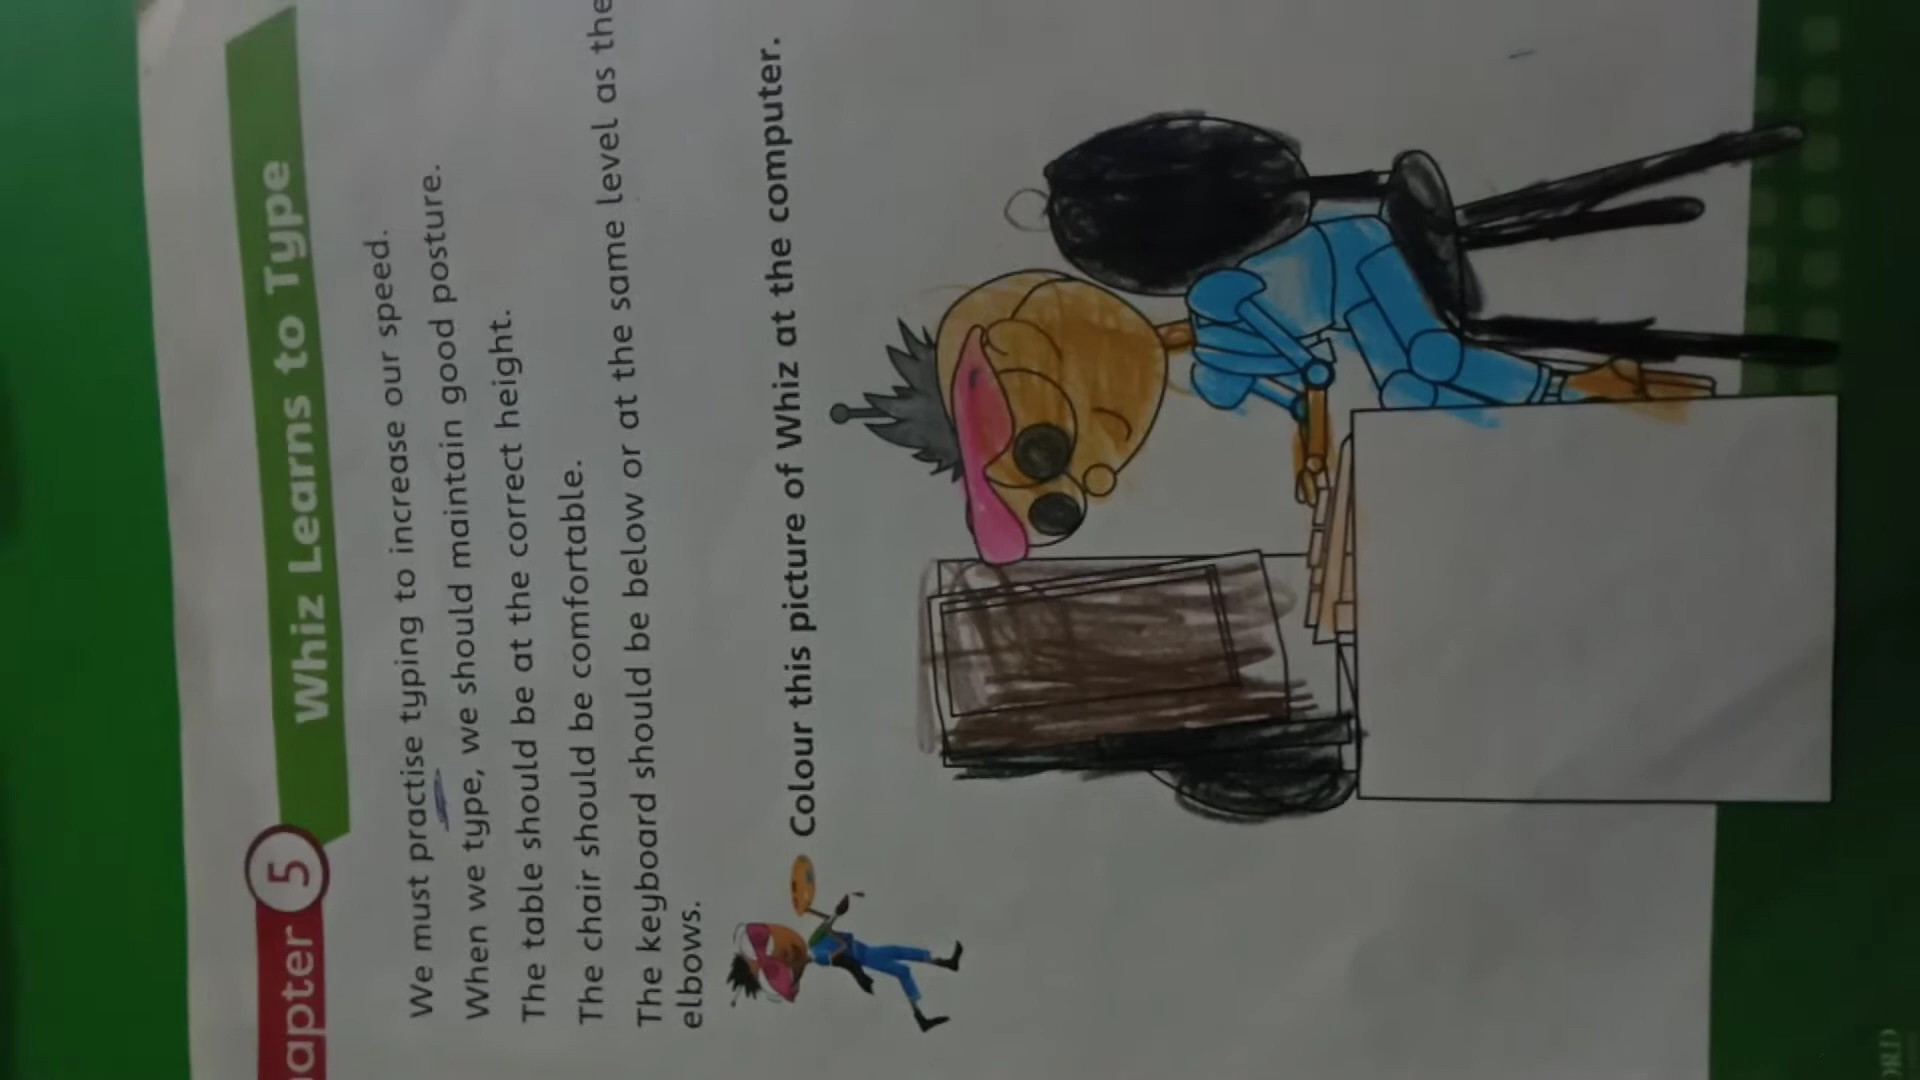 apter 5
Whiz Learns to Type
We must practise typing to increase our speed.
When we type, we should maintain good posture.
The table should be at the correct height.
The chair should be comfortable.
The keyboard should be below or at the same level as the
elbows.
Colour this picture of Whiz at the computer.